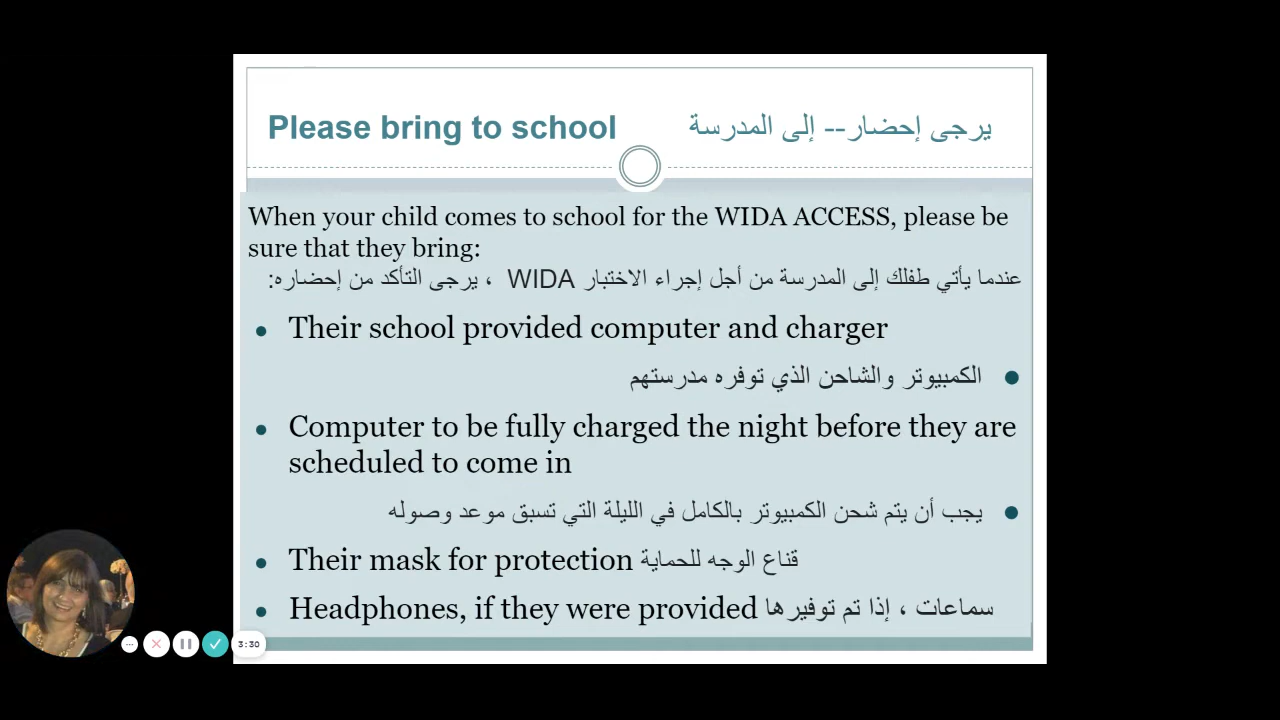 Please bring to school يرجى إحضار-- إلى المدرسة
When your child comes to school for the WIDA ACCESS, please be
sure that they bring:
عندما يأتي طفلك إلى المدرسة من أجل إجراء الاختبار WIDA ، يرجى التأكد من إحضاره:
• Their school provided computer and charger
• الكمبيوتر والشاحن الذي توفره مدرستهم
• Computer to be fully charged the night before they are
scheduled to come in
• يجب أن يتم شحن الكمبيوتر بالكامل في الليلة التي تسبق موعد وصوله
• Their mask for protection قناع الوجه للحماية
• Headphones, if they were provided سماعات ، إذا تم توفيرها
3:30